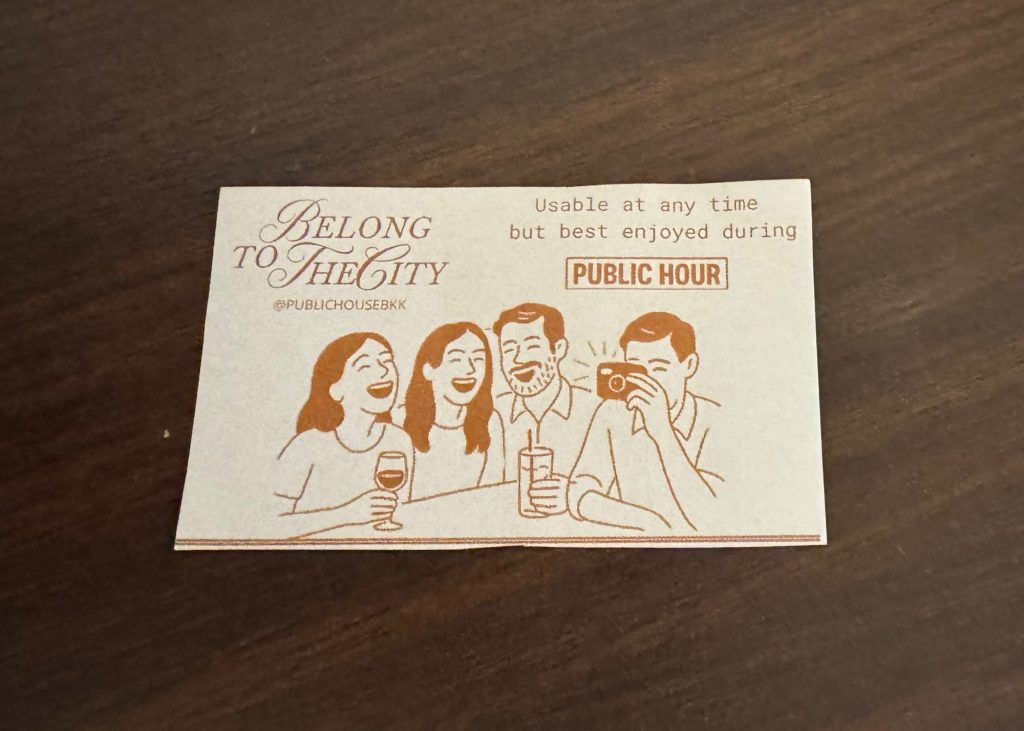 BELONG
TO THE CITY
@PUBLICHOUSEBKK
Usable at any time
but best enjoyed during
PUBLIC HOUR